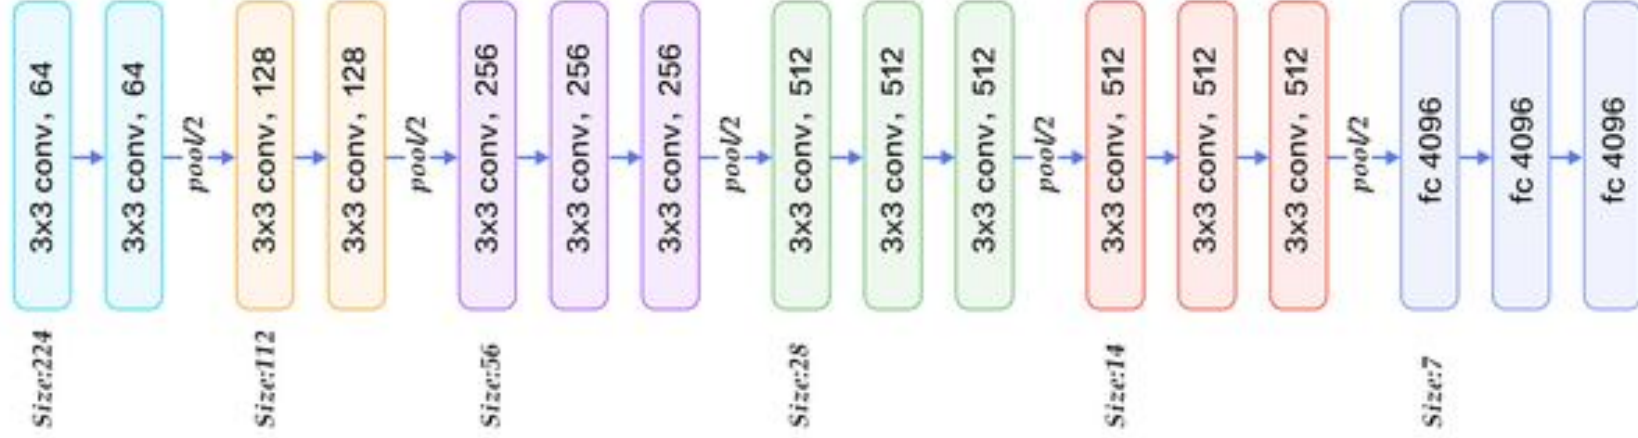 3x3 conv, 64
3x3 conv, 64
pool/2
3x3 conv, 128
3x3 conv, 128
pool/2
3x3 conv, 256
3x3 conv, 256
3x3 conv, 256
pool/2
3x3 conv, 512
3x3 conv, 512
3x3 conv, 512
pool/2
3x3 conv, 512
3x3 conv, 512
3x3 conv, 512
pool/2
fc 4096
fc 4096
fc 4096
Size:224
Size:112
Size:56
Size:28
Size:14
Size:7